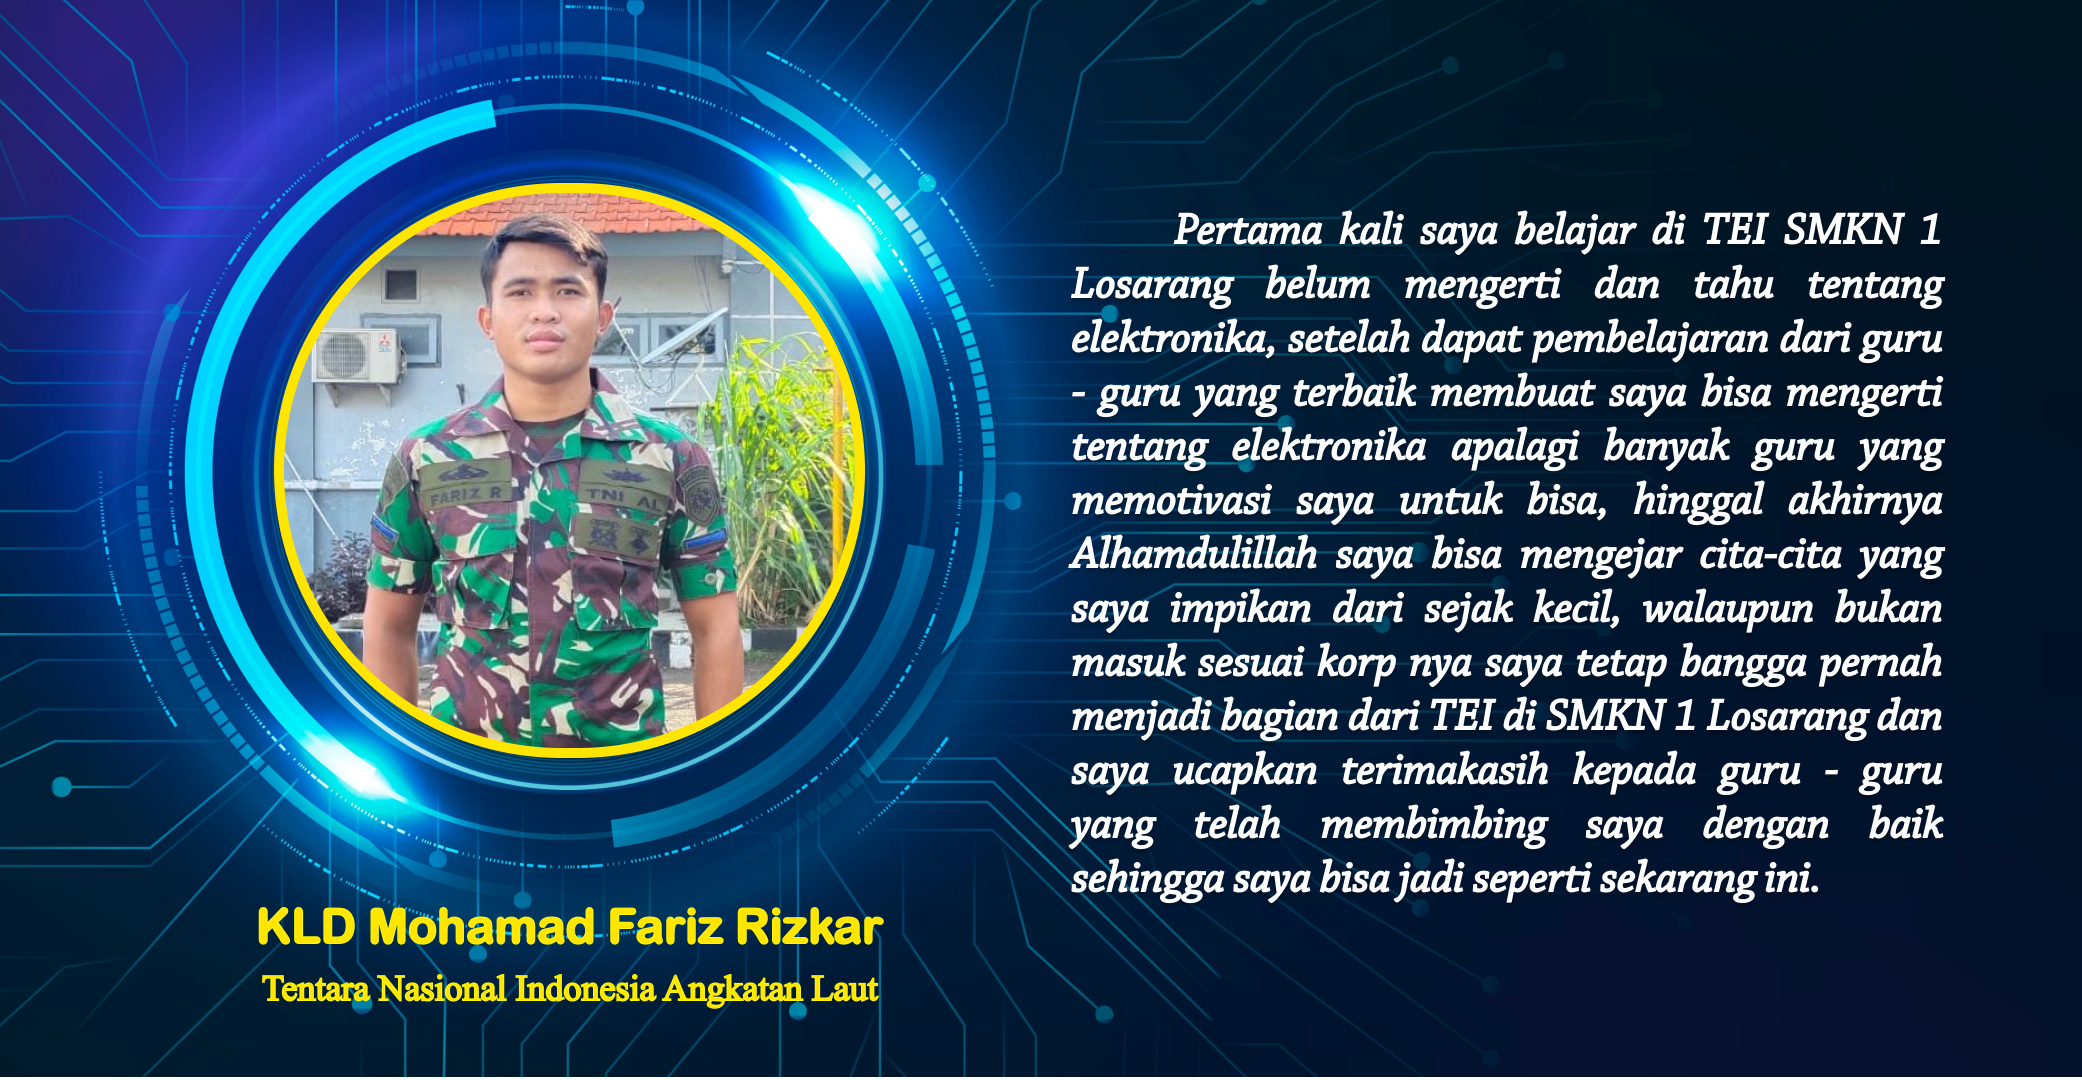 FARIZ R
TNI AL
KLD Mohamad Fariz Rizkar
Tentara Nasional Indonesia Angkatan Laut
Pertama kali saya belajar di TEI SMKN 1
Losarang belum mengerti dan tahu tentang
elektronika, setelah dapat pembelajaran dari guru
- guru yang terbaik membuat saya bisa mengerti
tentang elektronika apalagi banyak guru yang
memotivasi saya untuk bisa, hinggal akhirnya
Alhamdulillah saya bisa mengejar cita-cita yang
saya impikan dari sejak kecil, walaupun bukan
masuk sesuai korp nya saya tetap bangga pernah
menjadi bagian dari TEI di SMKN 1 Losarang dan
saya ucapkan terimakasih kepada guru - guru
yang telah membimbing saya dengan baik
sehingga saya bisa jadi seperti sekarang ini.